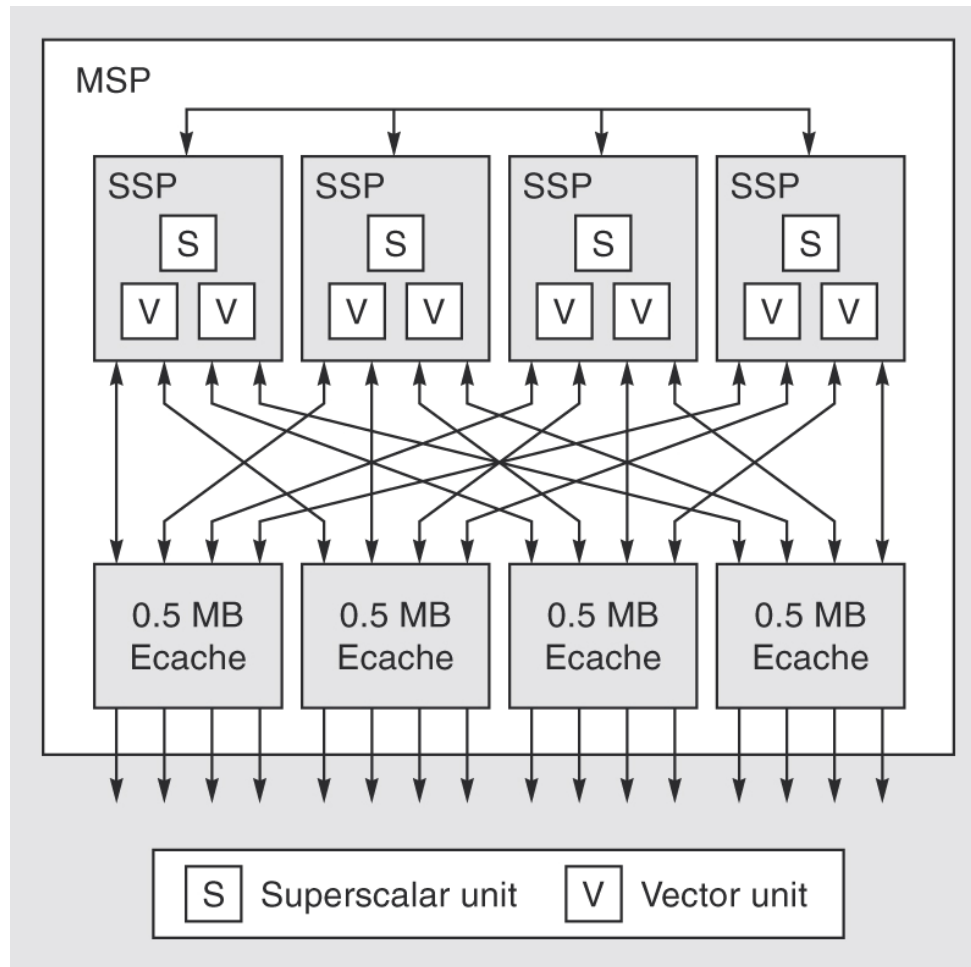 MSP
SSP SSP SSP SSP
S S S S
V V V V V V V V
0.5 MB 0.5 MB 0.5 MB 0.5 MB
Ecache Ecache Ecache Ecache
S Superscalar unit V Vector unit